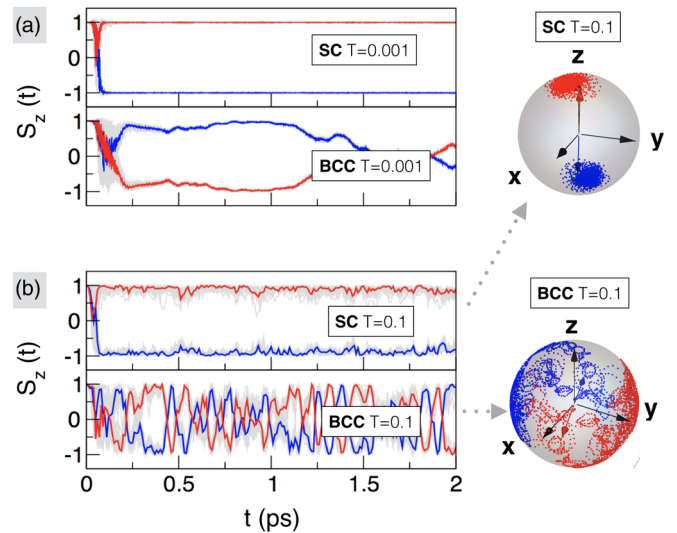 (a)
1
0
-1
SC T=0.001
1
0
-1
BCC T=0.001
S_z (t)
SC T=0.1
z
y
x
(b)
1
0
-1
SC T=0.1
1
0
-1
BCC T=0.1
S_z (t)
0
0.5
1
1.5
2
t (ps)
BCC T=0.1
z
y
x